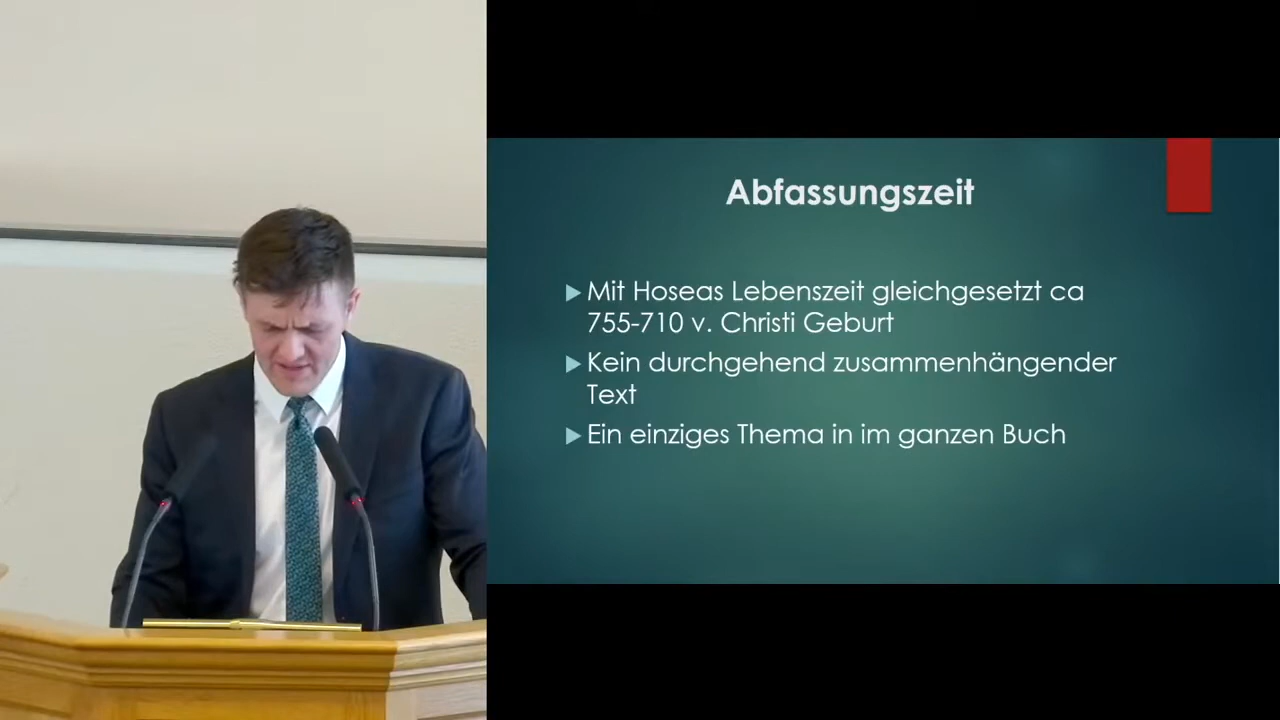 Abfassungszeit
Mit Hoseas Lebenszeit gleichgesetzt ca
755-710 v. Christi Geburt
Kein durchgehend zusammenhängender
Text
Ein einziges Thema in im ganzen Buch